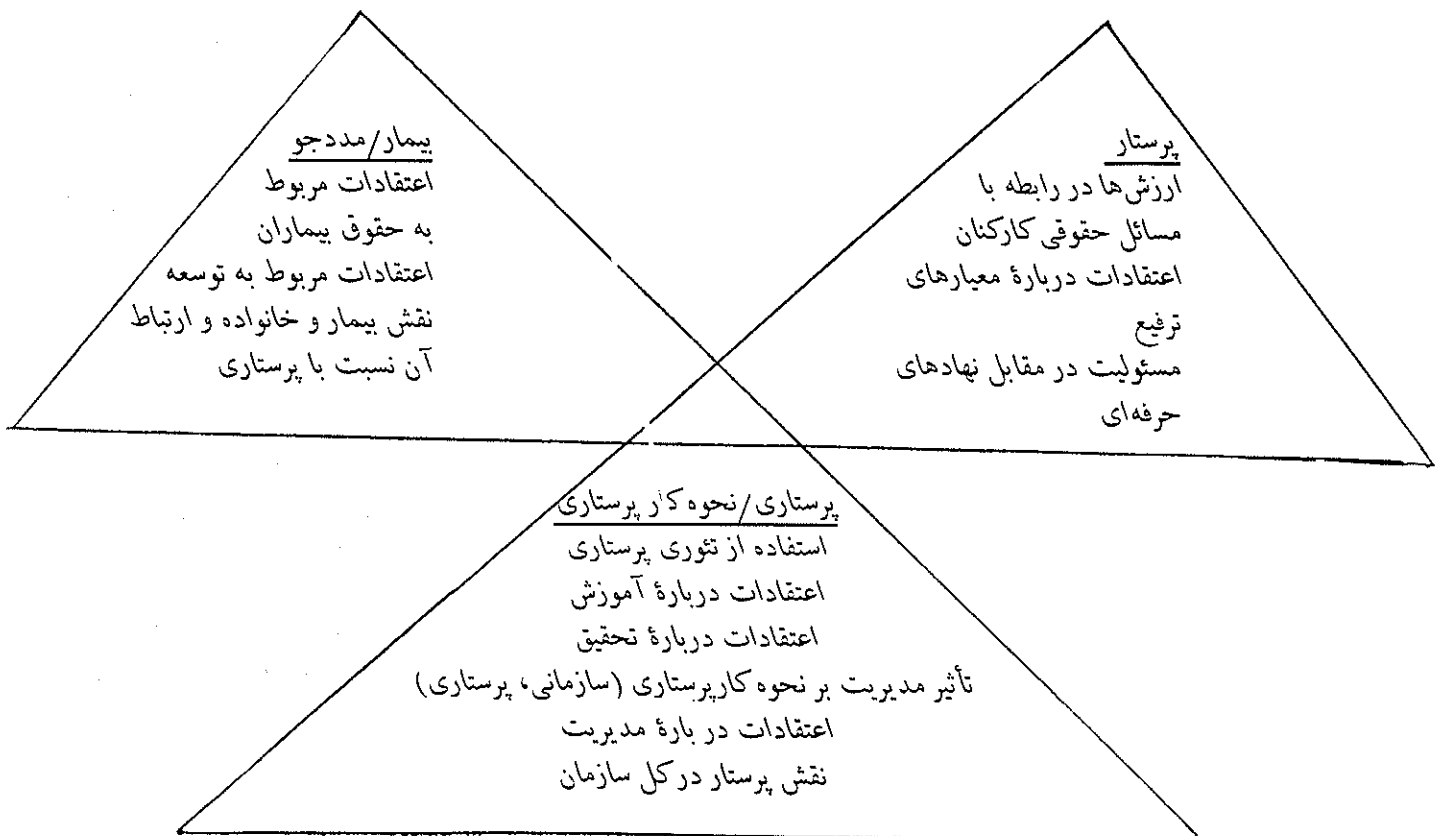 پرستار
ارزش‌ها در رابطه با
مسائل حقوقی کارکنان
اعتقادات دربارهٔ معیارهای
ترفیع
مسئولیت در مقابل نهادهای
حرفه‌ای
بیمار/مددجو
اعتقادات مربوط
به حقوق بیماران
اعتقادات مربوط به توسعه
نقش بیمار و خانواده و ارتباط
آن نسبت با پرستاری
پرستاری/نحوه کار پرستاری
استفاده از تئوری پرستاری
اعتقادات دربارهٔ آموزش
اعتقادات دربارهٔ تحقیق
تأثیر مدیریت بر نحوه کارپرستاری (سازمانی، پرستاری)
اعتقادات در بارهٔ مدیریت
نقش پرستار در کل سازمان